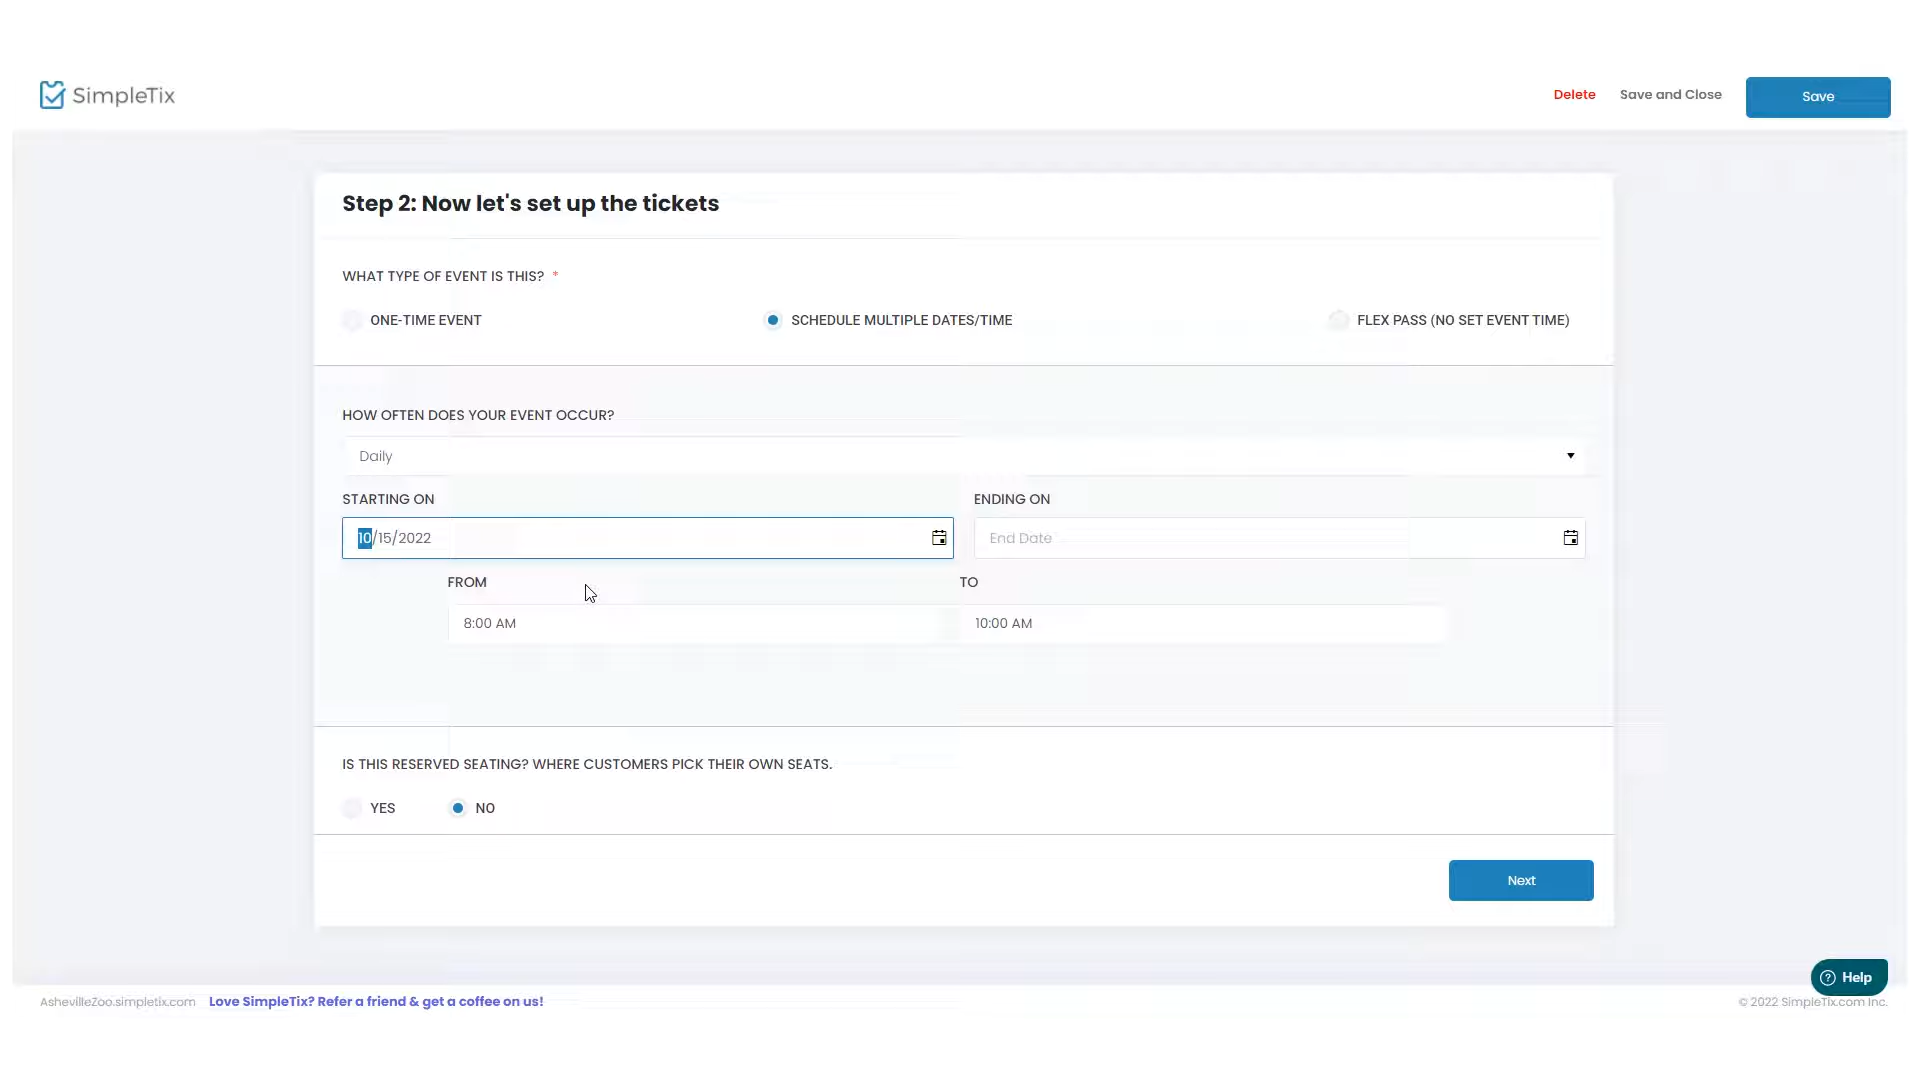 SimpleTix
Delete Save and Close Save
Step 2: Now let's set up the tickets
WHAT TYPE OF EVENT IS THIS? *
ONE-TIME EVENT SCHEDULE MULTIPLE DATES/TIME FLEX PASS (NO SET EVENT TIME)
HOW OFTEN DOES YOUR EVENT OCCUR?
Daily
STARTING ON ENDING ON
10/15/2022 End Date
FROM TO
8:00 AM 10:00 AM
IS THIS RESERVED SEATING? WHERE CUSTOMERS PICK THEIR OWN SEATS.
YES NO
Next
? Help
AshevilleZoo.simpletix.com Love SimpleTix? Refer a friend & get a coffee on us! © 2022 SimpleTix.com Inc.